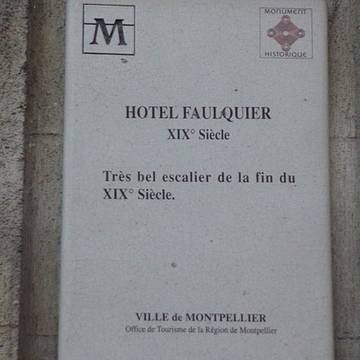 M
MONUMENT
HISTORIQUE
HOTEL FAULQUIER
XIX° Siècle
Très bel escalier de la fin du
XIX° Siècle.
VILLE de MONTPELLIER
Office de Tourisme de la Région de Montpellier